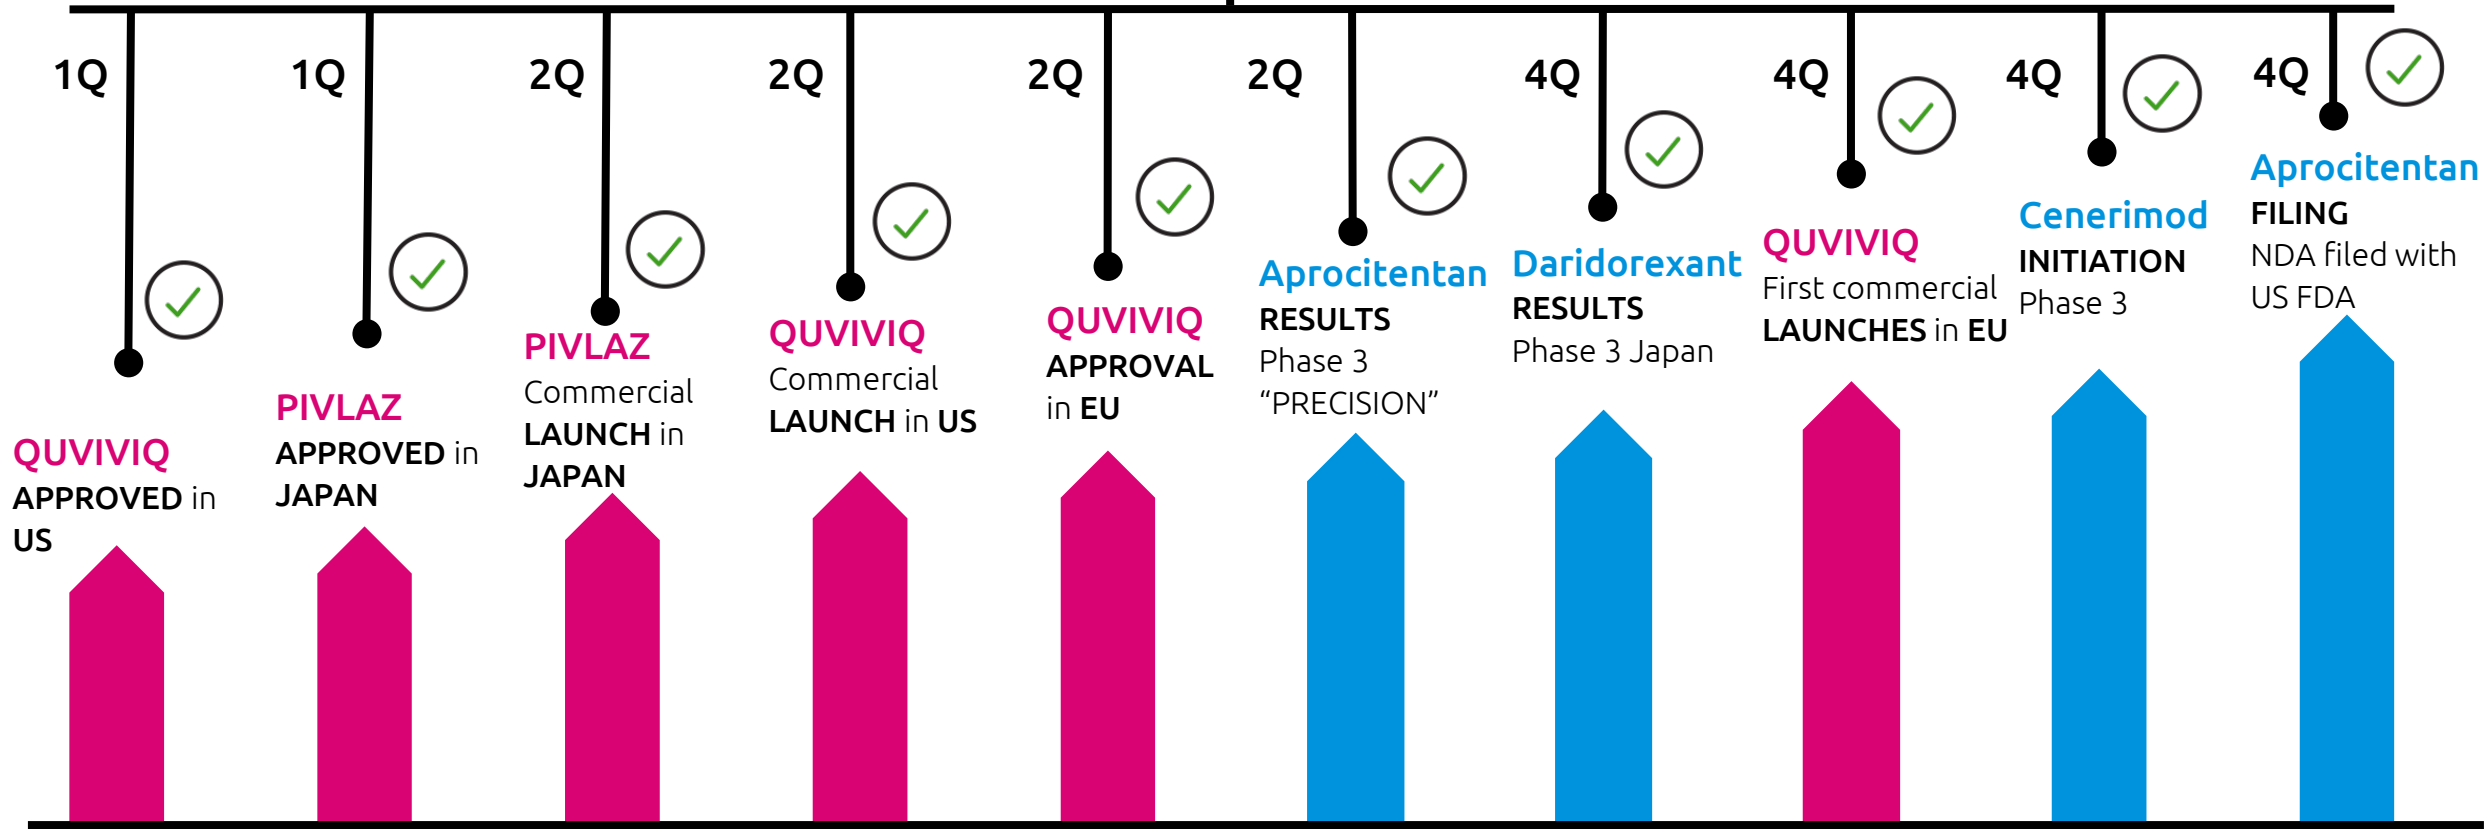 1Q
QUVIVIQ
APPROVED in
US
1Q
PIVLAZ
APPROVED in
JAPAN
2Q
PIVLAZ
Commercial
LAUNCH in
JAPAN
2Q
QUVIVIQ
Commercial
LAUNCH in US
2Q
QUVIVIQ
APPROVAL
in EU
2Q
Aprocitentan
RESULTS
Phase 3
“PRECISION”
4Q
Daridorexant
RESULTS
Phase 3 Japan
4Q
QUVIVIQ
First commercial
LAUNCHES in EU
4Q
Cenerimod
INITIATION
Phase 3
4Q
Aprocitentan
FILING
NDA filed with
US FDA